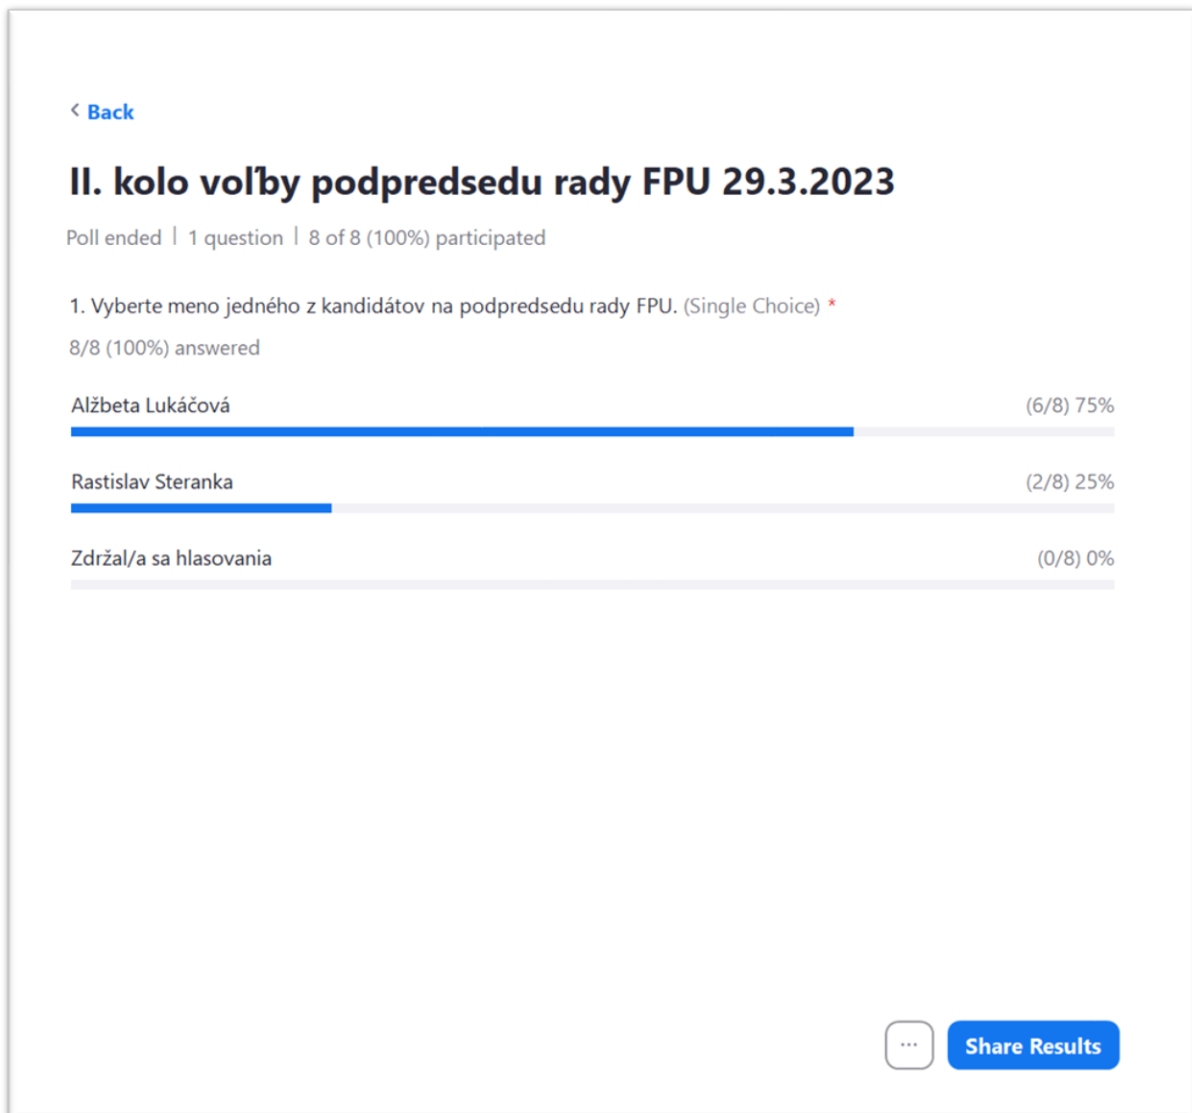 Back
II. kolo voľby podpredsedu rady FPU 29.3.2023
Poll ended | 1 question | 8 of 8 (100%) participated
1. Vyberte meno jedného z kandidátov na podpredsedu rady FPU. (Single Choice) *
8/8 (100%) answered
Alžbeta Lukáčová (6/8) 75%
Rastislav Steranka (2/8) 25%
Zdržal/a sa hlasovania (0/8) 0%
... Share Results